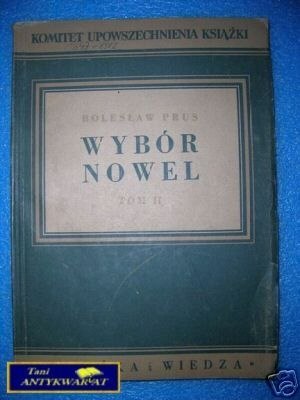 KOMITET UPOWSZECHNIENIA KSIĄŻKI
BOLESŁAW PRUS
WYBÓR
NOWEL
TOM II
I WIEDZA
Tani
ANTYKWARIAT